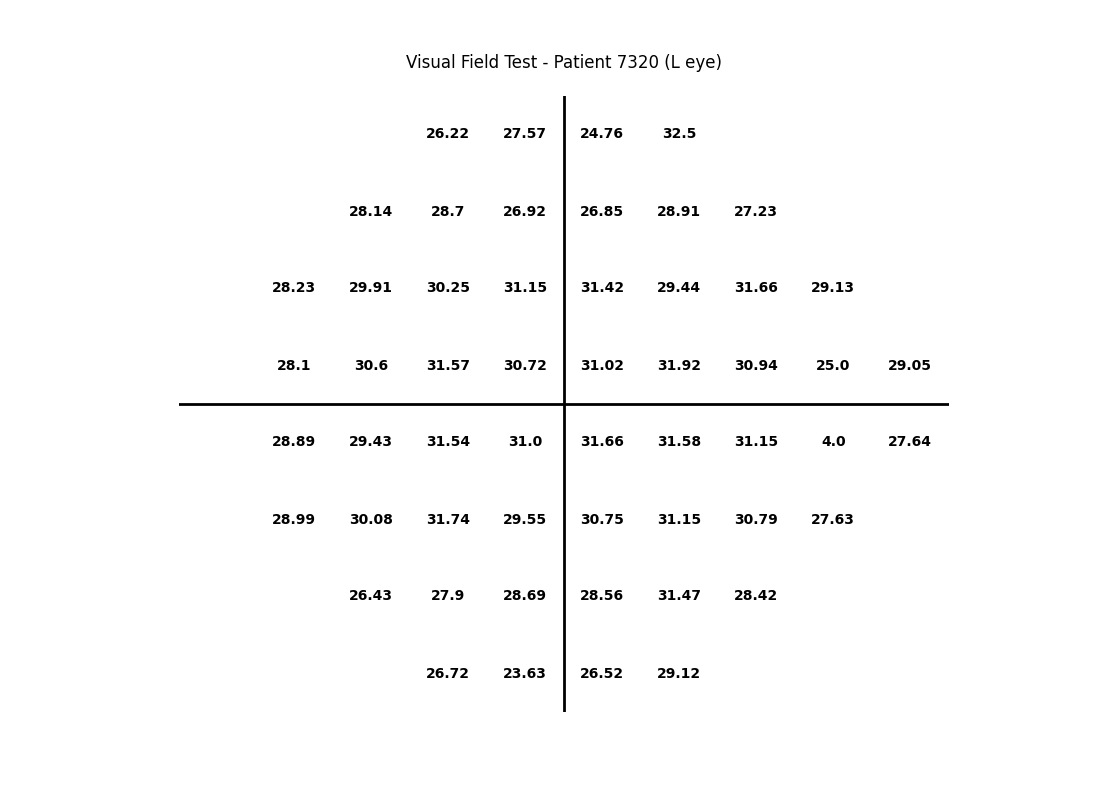 Visual Field Test - Patient 7320 (L eye)
26.22 27.57 24.76 32.5
28.14 28.7 26.92 26.85 28.91 27.23
28.23 29.91 30.25 31.15 31.42 29.44 31.66 29.13
28.1 30.6 31.57 30.72 31.02 31.92 30.94 25.0 29.05
28.89 29.43 31.54 31.0 31.66 31.58 31.15 4.0 27.64
28.99 30.08 31.74 29.55 30.75 31.15 30.79 27.63
26.43 27.9 28.69 28.56 31.47 28.42
26.72 23.63 26.52 29.12